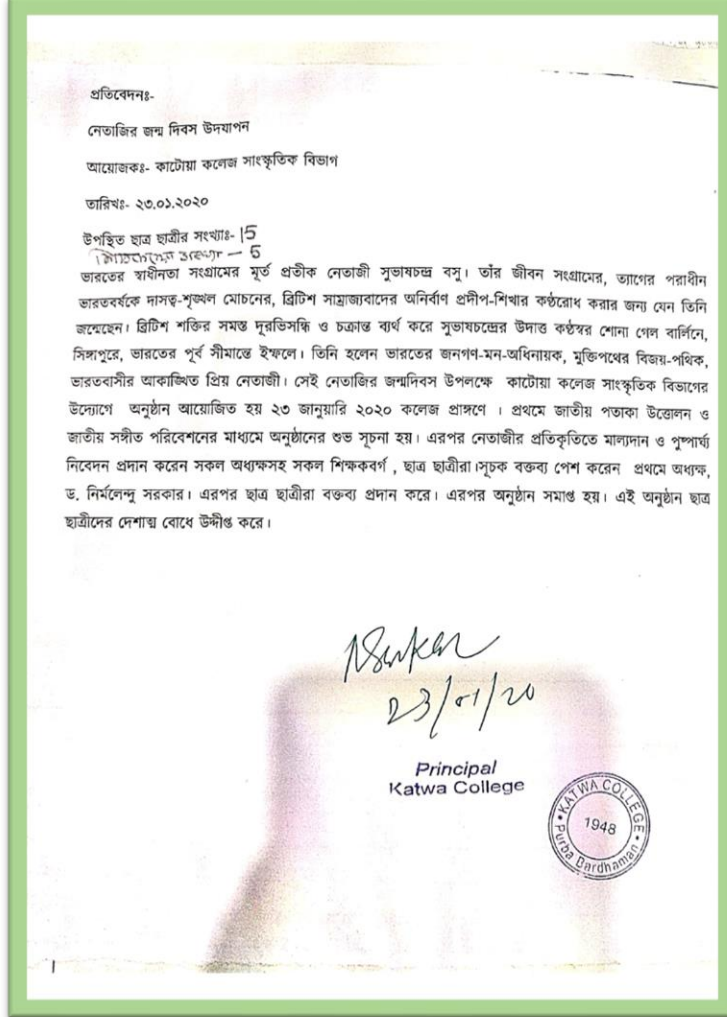 প্রতিবেদনঃ-
নেতাজির জন্ম দিবস উদযাপন
আয়োজকঃ- কাটোয়া কলেজ সাংস্কৃতিক বিভাগ
তারিখঃ- ২৩.০১.২০২০
উপস্থিত ছাত্র ছাত্রীর সংখ্যাঃ- 15
— 5
ভারতের স্বাধীনতা সংগ্রামের মূর্ত প্রতীক নেতাজী সুভাষচন্দ্র বসু। তাঁর জীবন সংগ্রামের, ত্যাগের পরাধীন
ভারতবর্ষকে দাসত্ব-শৃঙ্খল মোচনের, ব্রিটিশ সাম্রাজ্যবাদের অনির্বাণ প্রদীপ-শিখার কণ্ঠরোধ করার জন্য যেন তিনি
জন্মেছেন। ব্রিটিশ শক্তির সমস্ত দূরভিসন্ধি ও চক্রান্ত ব্যর্থ করে সুভাষচন্দ্রের উদাত্ত কণ্ঠস্বর শোনা গেল বার্লিনে,
সিঙ্গাপুরে, ভারতের পূর্ব সীমান্তে ইম্ফলে। তিনি হলেন ভারতের জনগণ-মন-অধিনায়ক, মুক্তিপথের বিজয়-পথিক,
ভারতবাসীর আকাঙ্খিত প্রিয় নেতাজী। সেই নেতাজির জন্মদিবস উপলক্ষে কাটোয়া কলেজ সাংস্কৃতিক বিভাগের
উদ্যোগে অনুষ্ঠান আয়োজিত হয় ২৩ জানুয়ারি ২০২০ কলেজ প্রাঙ্গণে । প্রথমে জাতীয় পতাকা উত্তোলন ও
জাতীয় সঙ্গীত পরিবেশনের মাধ্যমে অনুষ্ঠানের শুভ সূচনা হয়। এরপর নেতাজীর প্রতিকৃতিতে মাল্যদান ও পুষ্পার্ঘ্য
নিবেদন প্রদান করেন সকল অধ্যক্ষসহ সকল শিক্ষকবর্গ , ছাত্র ছাত্রীরা।সূচক বক্তব্য পেশ করেন প্রথমে অধ্যক্ষ,
ড. নির্মলেন্দু সরকার। এরপর ছাত্র ছাত্রীরা বক্তব্য প্রদান করে। এরপর অনুষ্ঠান সমাপ্ত হয়। এই অনুষ্ঠান ছাত্র
ছাত্রীদের দেশাত্ম বোধে উদ্দীপ্ত করে।
NSarkar
23/01/20
Principal
Katwa College
KATWA COLLEGE
1948
Purba Bardhaman